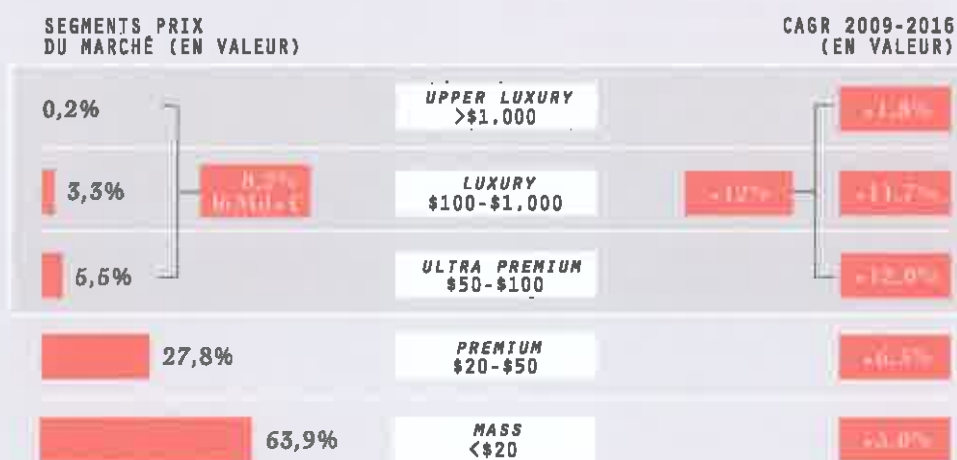 SEGMENTS PRIX
DU MARCHÉ (EN VALEUR)
CAGR 2009-2016
(EN VALEUR)
0,2%
UPPER LUXURY
>$1.000
3,3%
LUXURY
$100-$1,000
+12%
+11.7%
ULTRA PREMIUM
$50-$100
+12.0%
27,8%
PREMIUM
$20-$50
63,9%
MASS
<$20